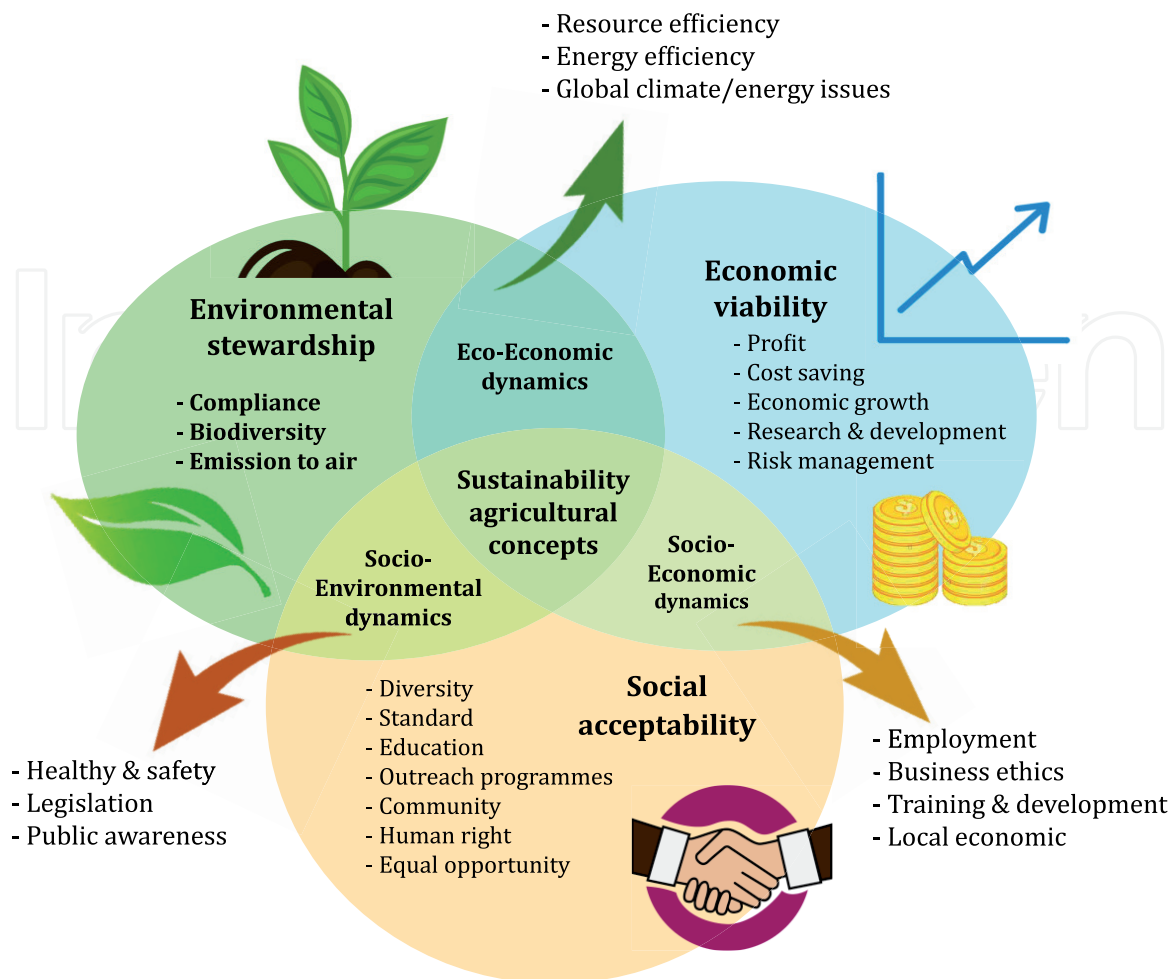 - Resource efficiency
- Energy efficiency
- Global climate/energy issues
Environmental
stewardship
- Compliance
- Biodiversity
- Emission to air
Eco-Economic
dynamics
Economic
viability
- Profit
- Cost saving
- Economic growth
- Research & development
- Risk management
Sustainability
agricultural
concepts
Socio-
Environmental
dynamics
Socio-
Economic
dynamics
- Healthy & safety
- Legislation
- Public awareness
- Diversity
- Standard
- Education
- Outreach programmes
- Community
- Human right
- Equal opportunity
Social
acceptability
- Employment
- Business ethics
- Training & development
- Local economic